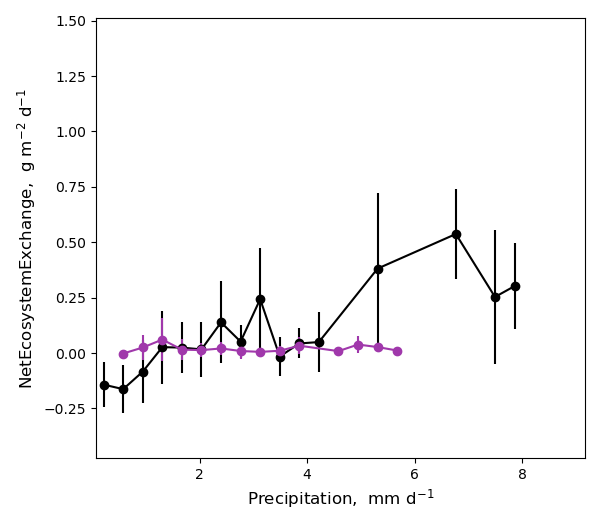 1.50
1.25
1.00
0.75
0.50
0.25
0.00
−0.25
NetEcosystemExchange, g m⁻² d⁻¹
2 4 6 8
Precipitation, mm d⁻¹